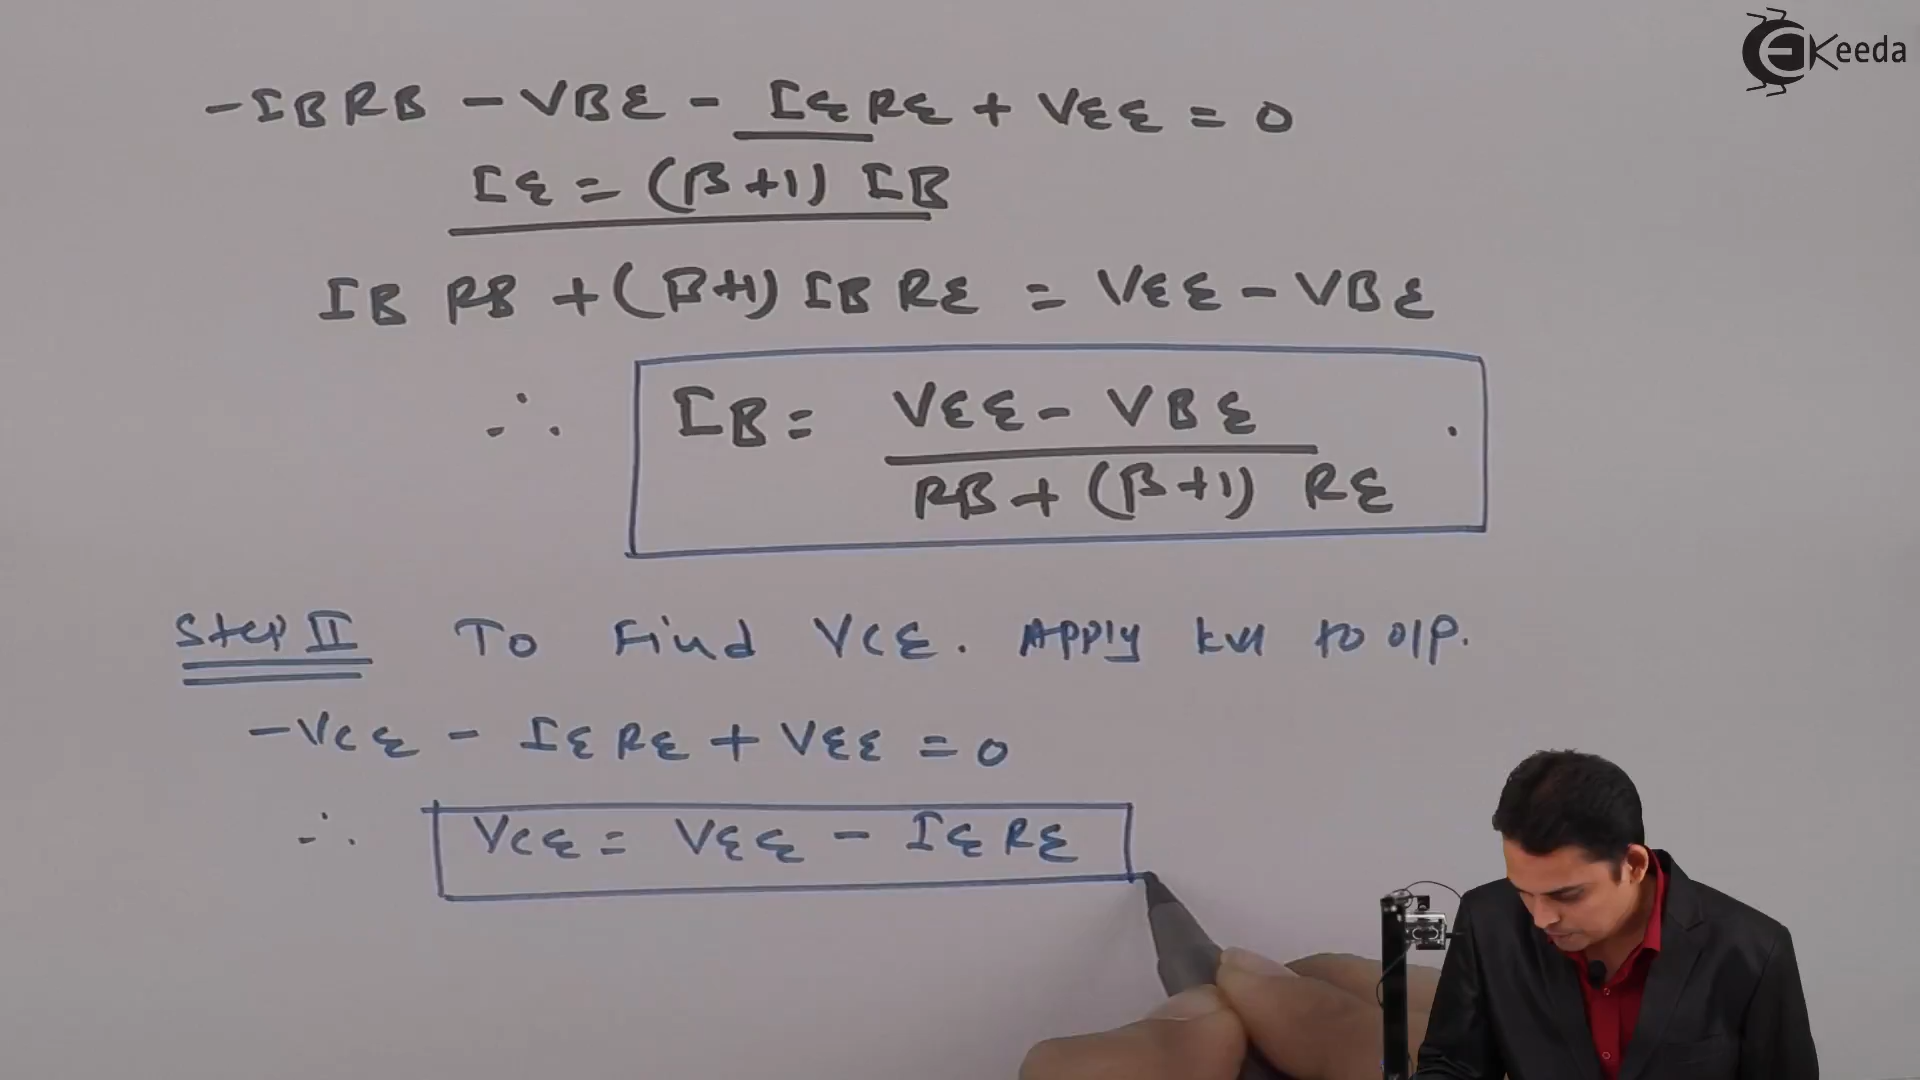 EKeeda
-IBRB - VBE - IERE + VEE = 0
IE = (β+1) IB
IB RB + (β+1) IB RE = VEE - VBE
∴ IB = VEE - VBE / RB + (β+1) RE
Step II To Find VCE. Apply kvl to o/p.
-VCE - IERE + VEE = 0
∴ VCE = VEE - IERE